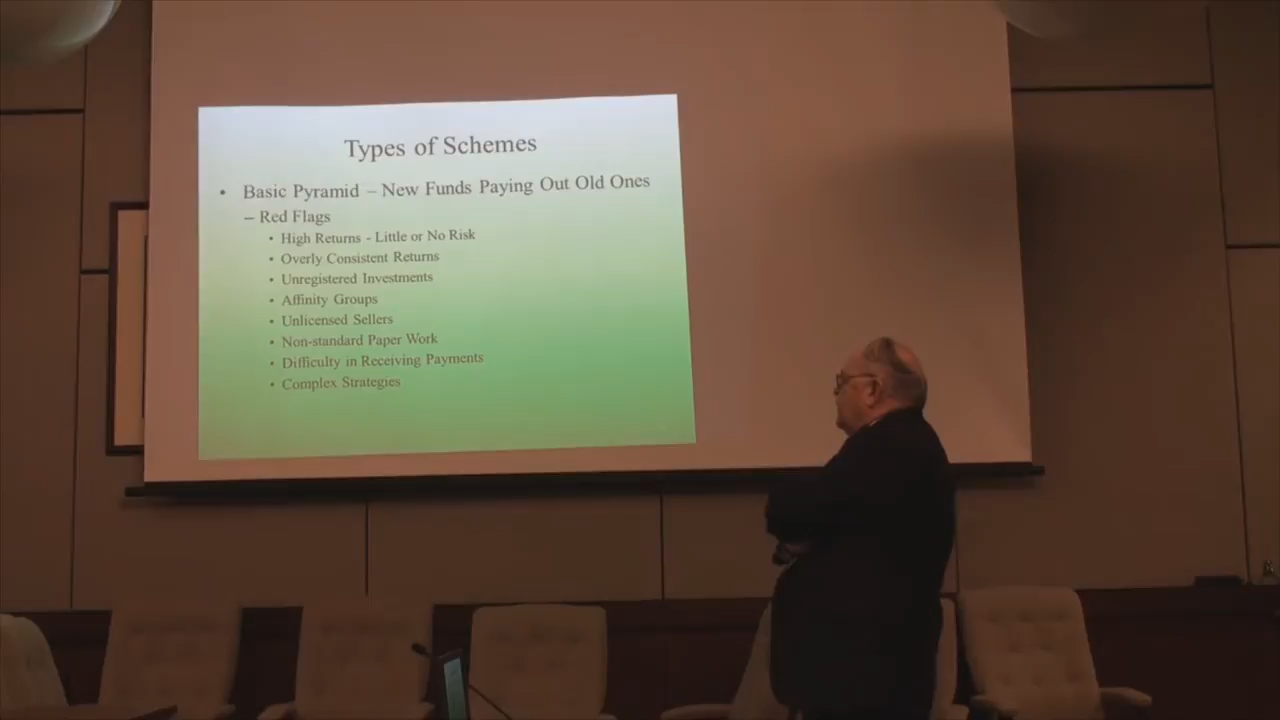 Types of Schemes
• Basic Pyramid – New Funds Paying Out Old Ones
– Red Flags
• High Returns - Little or No Risk
• Overly Consistent Returns
• Unregistered Investments
• Affinity Groups
• Unlicensed Sellers
• Non-standard Paper Work
• Difficulty in Receiving Payments
• Complex Strategies